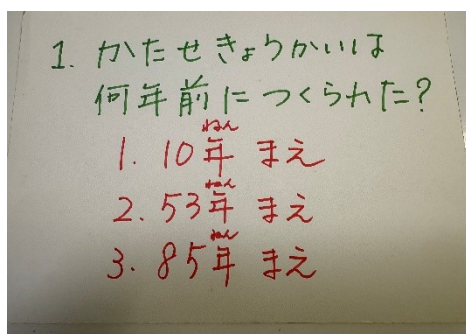 1. かたせきょうかいは
何年前につくられた?
1. 10年まえ
ねん
2. 53年まえ
ねん
3. 85年まえ
ねん